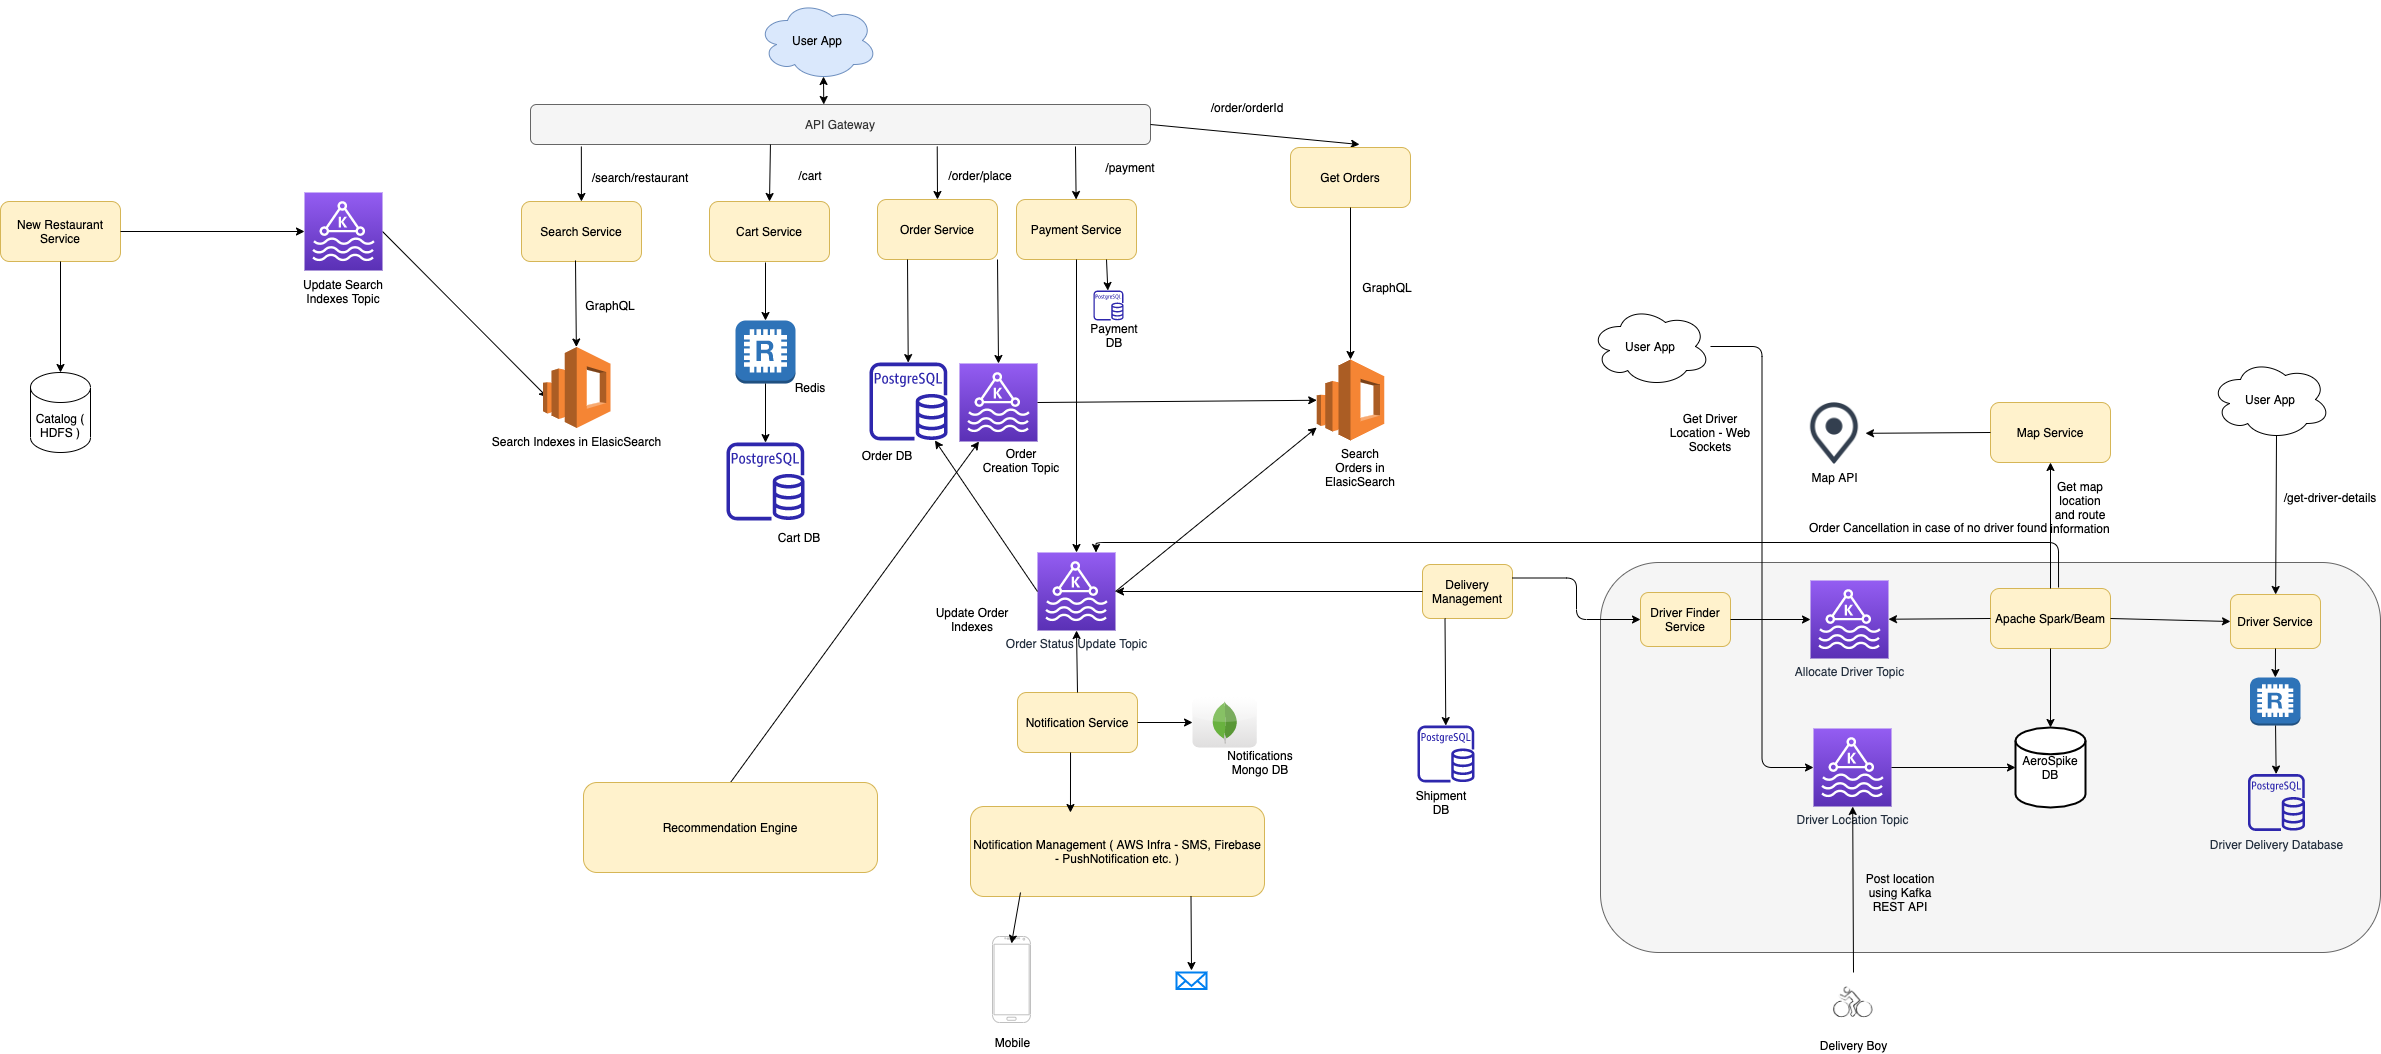 User App
API Gateway
/order/orderId
/search/restaurant
/cart
/order/place
/payment
Get Orders
New Restaurant
Service
K
Update Search
Indexes Topic
Search Service
Cart Service
Order Service
Payment Service
GraphQL
PostgreSQL
Payment
DB
GraphQL
Catalog (
HDFS )
Search Indexes in ElasicSearch
R
Redis
PostgreSQL
Cart DB
PostgreSQL
Order DB
K
Order
Creation Topic
Search
Orders in
ElasicSearch
User App
Get Driver
Location - Web
Sockets
Map API
Map Service
User App
Get map
location
and route
information
/get-driver-details
Order Cancellation in case of no driver found
K
Update Order
Indexes
Order Status Update Topic
Delivery
Management
Driver Finder
Service
K
Allocate Driver Topic
Apache Spark/Beam
Driver Service
Notification Service
Notifications
Mongo DB
PostgreSQL
Shipment
DB
K
Driver Location Topic
AeroSpike
DB
R
PostgreSQL
Driver Delivery Database
Recommendation Engine
Notification Management ( AWS Infra - SMS, Firebase
- PushNotification etc. )
Post location
using Kafka
REST API
Mobile
Delivery Boy